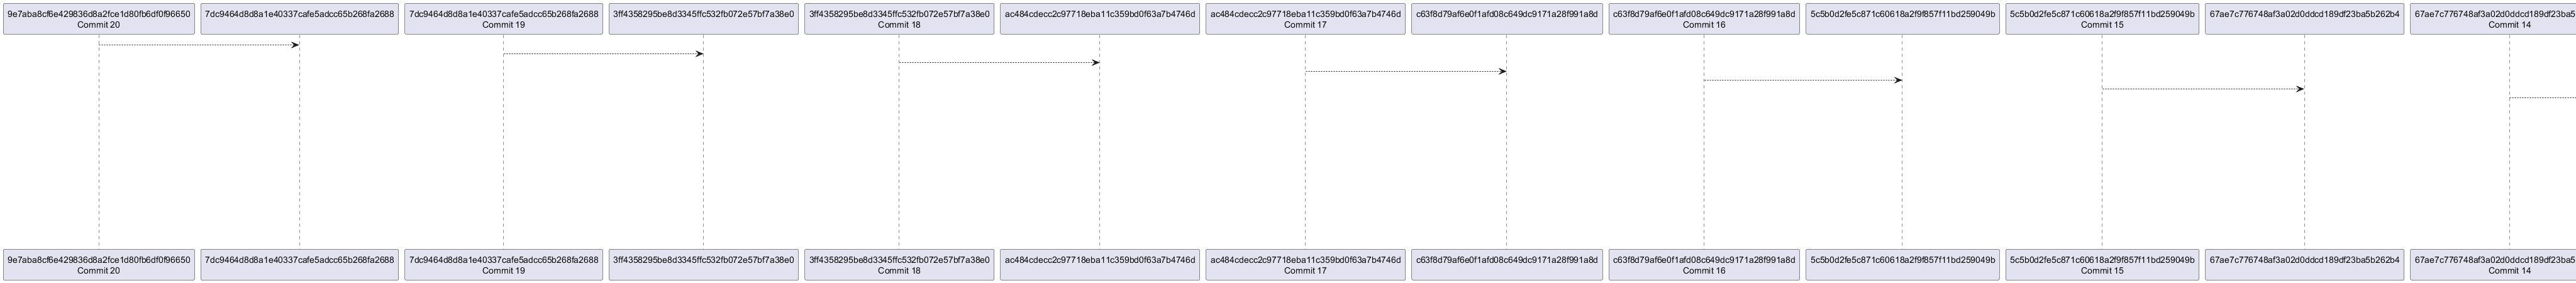 9e7aba8cf6e429836d8a2fce1d80fb6df0f96650
Commit 20
7dc9464d8d8a1e40337cafe5adcc65b268fa2688
7dc9464d8d8a1e40337cafe5adcc65b268fa2688
Commit 19
3ff4358295be8d3345ffc532fb072e57bf7a38e0
3ff4358295be8d3345ffc532fb072e57bf7a38e0
Commit 18
ac484cdecc2c97718eba11c359bd0f63a7b4746d
ac484cdecc2c97718eba11c359bd0f63a7b4746d
Commit 17
c63f8d79af6e0f1afd08c649dc9171a28f991a8d
c63f8d79af6e0f1afd08c649dc9171a28f991a8d
Commit 16
5c5b0d2fe5c871c60618a2f9f857f11bd259049b
5c5b0d2fe5c871c60618a2f9f857f11bd259049b
Commit 15
67ae7c776748af3a02d0ddcd189df23ba5b262b4
67ae7c776748af3a02d0ddcd189df23ba5
Commit 14
9e7aba8cf6e429836d8a2fce1d80fb6df0f96650
Commit 20
7dc9464d8d8a1e40337cafe5adcc65b268fa2688
7dc9464d8d8a1e40337cafe5adcc65b268fa2688
Commit 19
3ff4358295be8d3345ffc532fb072e57bf7a38e0
3ff4358295be8d3345ffc532fb072e57bf7a38e0
Commit 18
ac484cdecc2c97718eba11c359bd0f63a7b4746d
ac484cdecc2c97718eba11c359bd0f63a7b4746d
Commit 17
c63f8d79af6e0f1afd08c649dc9171a28f991a8d
c63f8d79af6e0f1afd08c649dc9171a28f991a8d
Commit 16
5c5b0d2fe5c871c60618a2f9f857f11bd259049b
5c5b0d2fe5c871c60618a2f9f857f11bd259049b
Commit 15
67ae7c776748af3a02d0ddcd189df23ba5b262b4
67ae7c776748af3a02d0ddcd189df23ba5
Commit 14